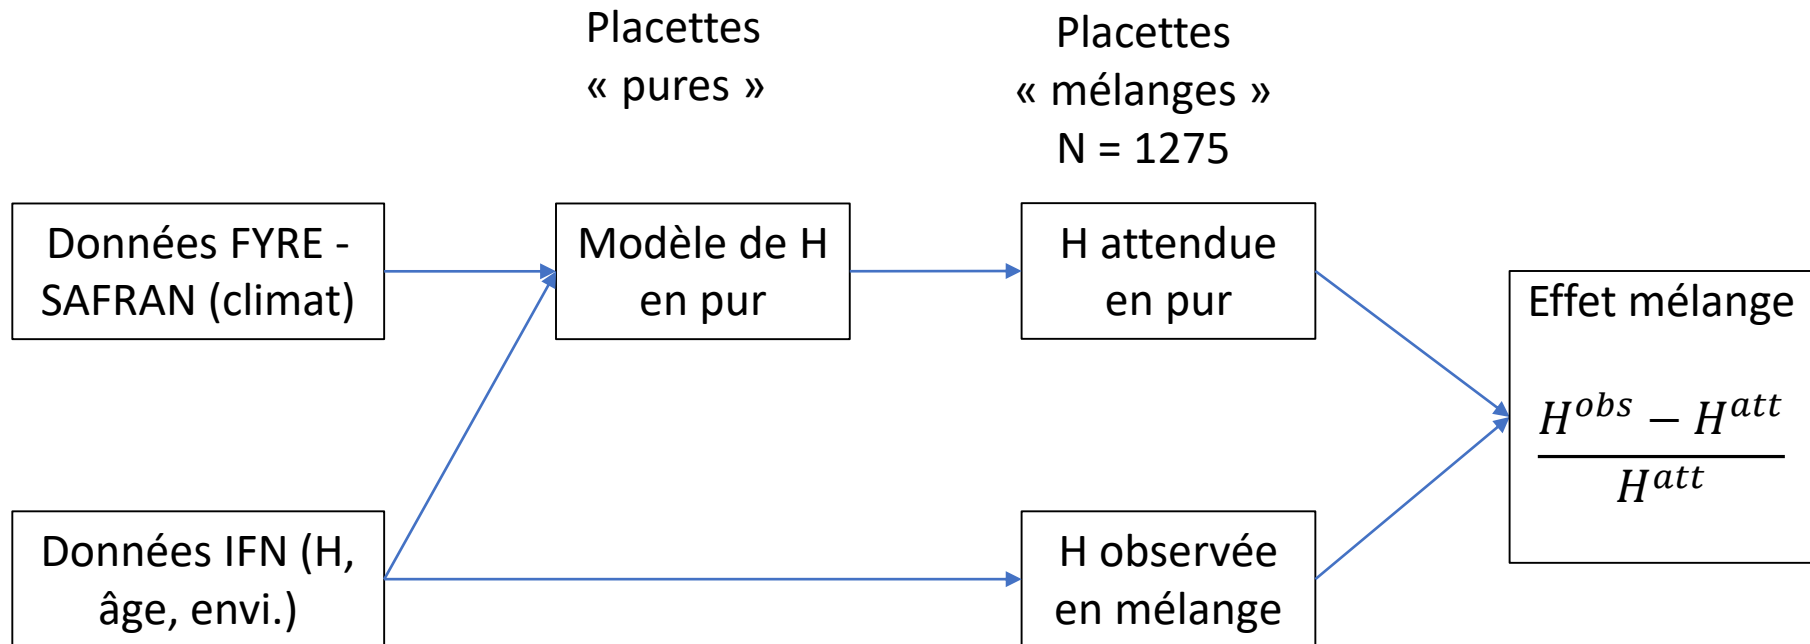 Placettes
« pures »
Placettes
« mélanges »
N = 1275
Données FYRE -
SAFRAN (climat)
Modèle de H
en pur
H attendue
en pur
Effet mélange
H^{obs} − H^{att}
H^{att}
Données IFN (H,
âge, envi.)
H observée
en mélange